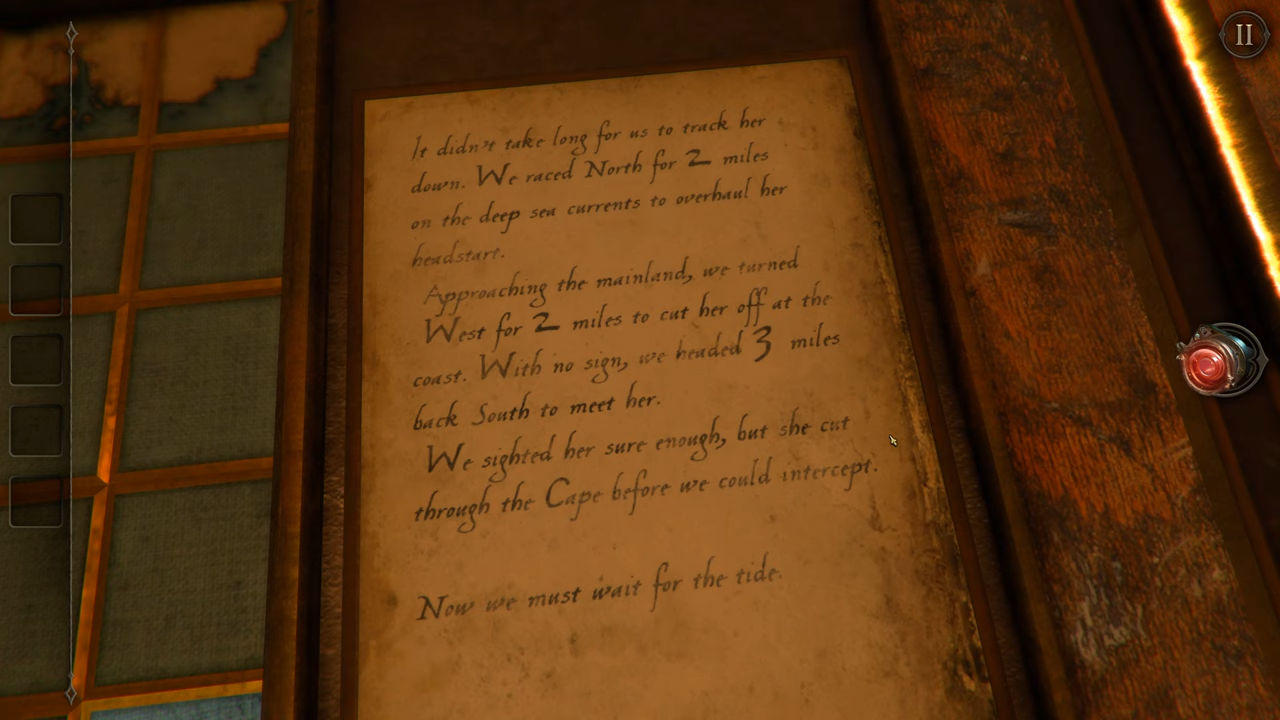 It didn't take long for us to track her
down. We raced North for 2 miles
on the deep sea currents to overhaul her
headstart.
Approaching the mainland, we turned
West for 2 miles to cut her off at the
coast. With no sign, we headed 3 miles
back South to meet her.
We sighted her sure enough, but she cut
through the Cape before we could intercept.
Now we must wait for the tide.